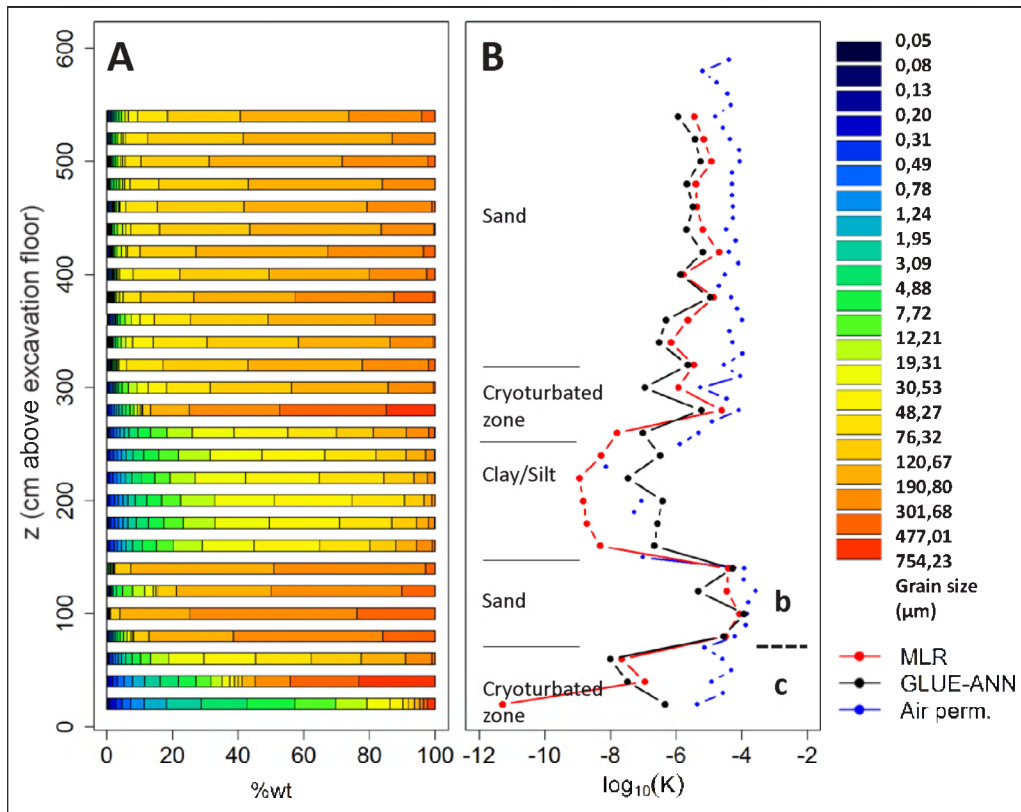 A
B
z (cm above excavation floor)
600
500
400
300
200
100
0
0 20 40 60 80 100
%wt
Sand
Cryoturbated
zone
Clay/Silt
Sand
b
c
Cryoturbated
zone
-12 -10 -8 -6 -4 -2
log₁₀(K)
0,05
0,08
0,13
0,20
0,31
0,49
0,78
1,24
1,95
3,09
4,88
7,72
12,21
19,31
30,53
48,27
76,32
120,67
190,80
301,68
477,01
754,23
Grain size
(µm)
MLR
GLUE-ANN
Air perm.